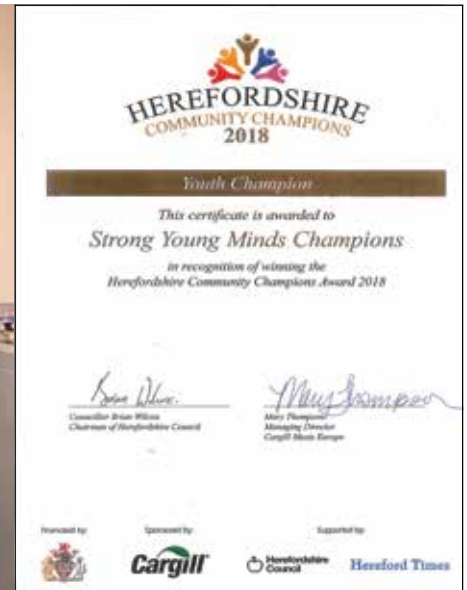 HEREFORDSHIRE
COMMUNITY CHAMPIONS
2018
Youth Champion
This certificate is awarded to
Strong Young Minds Champions
in recognition of winning the
Herefordshire Community Champions Award 2018
Councillor Brian Wilcox
Chairman of Herefordshire Council
Mary Thompson
Managing Director
Cargill Meats Europe
Promoted by
Sponsored by
Supported by
Cargill
Herefordshire
Council
Hereford Times